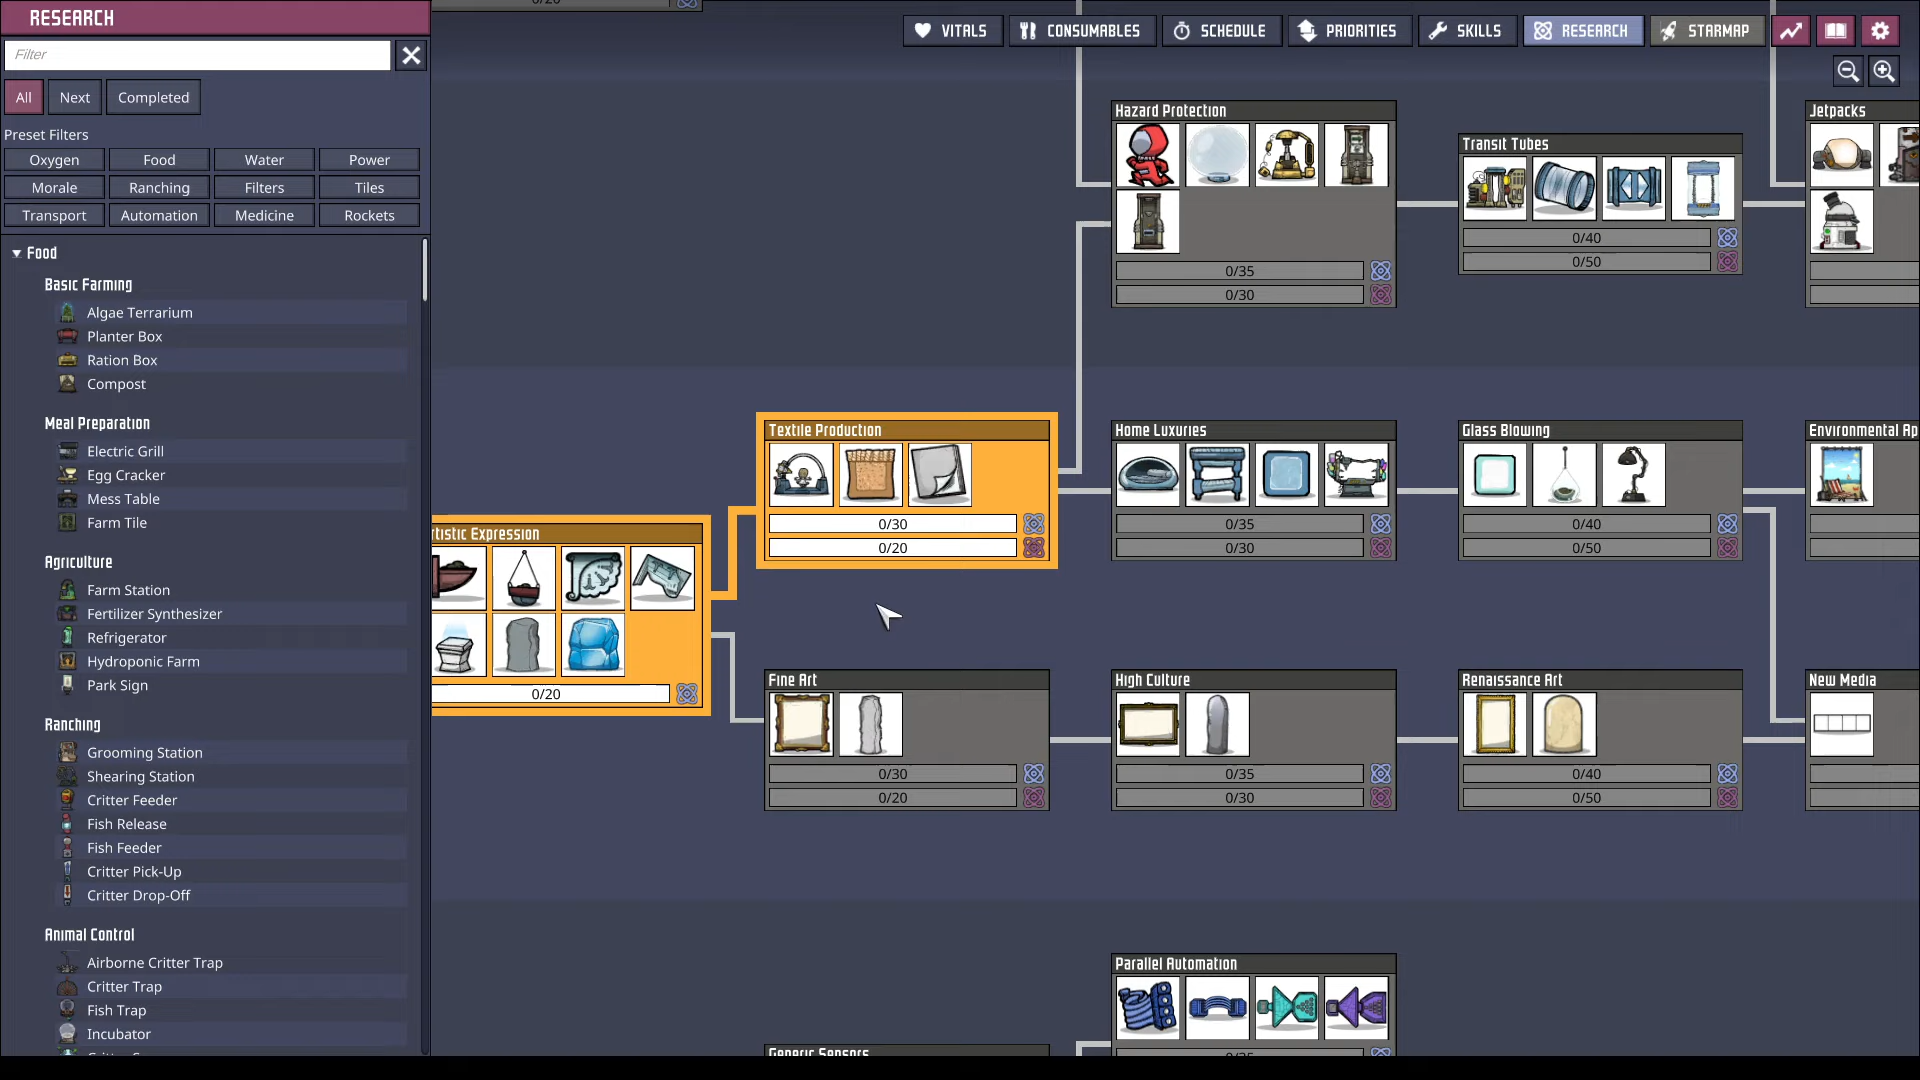 0/20
RESEARCH
VITALS
CONSUMABLES
SCHEDULE
PRIORITIES
SKILLS
RESEARCH
STARMAP
Filter
All
Next
Completed
Preset Filters
Oxygen
Food
Water
Power
Morale
Ranching
Filters
Tiles
Transport
Automation
Medicine
Rockets
Food
Basic Farming
Algae Terrarium
Planter Box
Ration Box
Compost
Meal Preparation
Electric Grill
Egg Cracker
Mess Table
Farm Tile
Agriculture
Farm Station
Fertilizer Synthesizer
Refrigerator
Hydroponic Farm
Park Sign
Ranching
Grooming Station
Shearing Station
Critter Feeder
Fish Release
Fish Feeder
Critter Pick-Up
Critter Drop-Off
Animal Control
Airborne Critter Trap
Critter Trap
Fish Trap
Incubator
Hazard Protection
0/35
0/30
Transit Tubes
0/40
0/50
Jetpacks
Textile Production
0/30
0/20
Home Luxuries
0/35
0/30
Glass Blowing
0/40
0/50
Environmental Ap
tistic Expression
0/20
Fine Art
0/30
0/20
High Culture
0/35
0/30
Renaissance Art
0/40
0/50
New Media
Parallel Automation
0/35
Generic Sensors